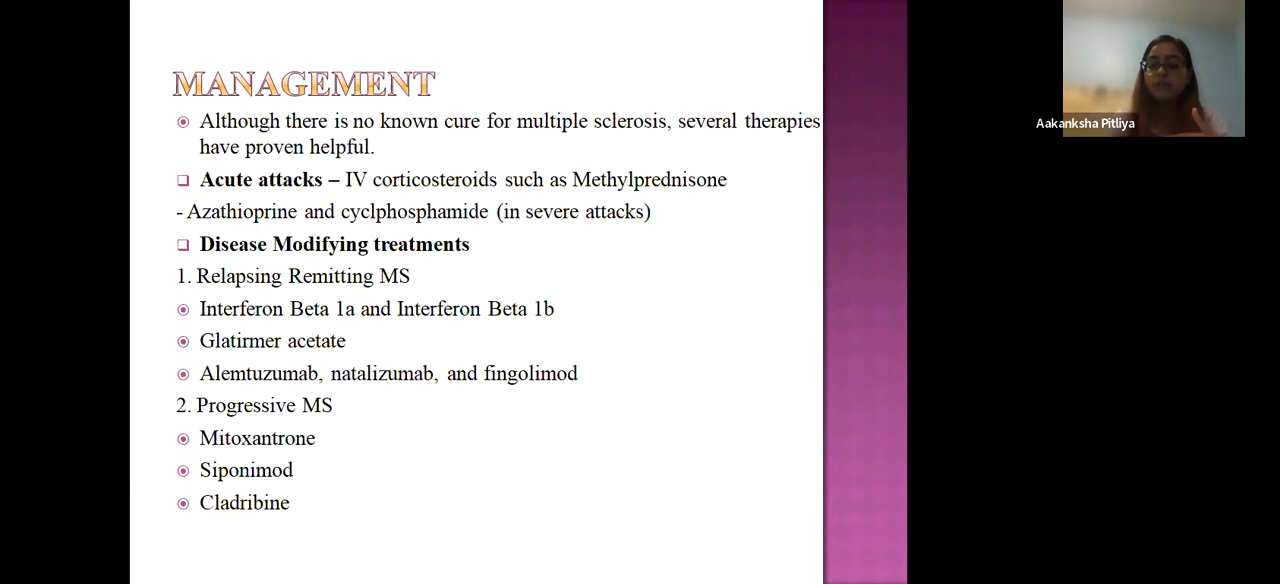 MANAGEMENT
Although there is no known cure for multiple sclerosis, several therapies
have proven helpful.
Acute attacks – IV corticosteroids such as Methylprednisone
- Azathioprine and cyclphosphamide (in severe attacks)
Disease Modifying treatments
1. Relapsing Remitting MS
Interferon Beta 1a and Interferon Beta 1b
Glatirmer acetate
Alemtuzumab, natalizumab, and fingolimod
2. Progressive MS
Mitoxantrone
Siponimod
Cladribine
Aakanksha Pitliya